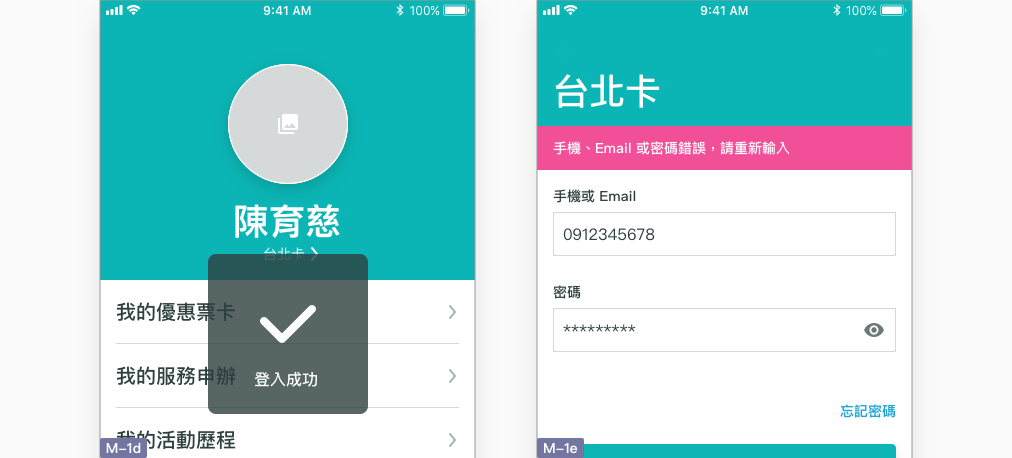 9:41 AM
100%
陳育慈
台北卡
我的優惠票卡
我的服務申辦
登入成功
我的活動歷程
M-1d
9:41 AM
100%
台北卡
手機、Email 或密碼錯誤，請重新輸入
手機或 Email
0912345678
密碼
*********
忘記密碼
M-1e